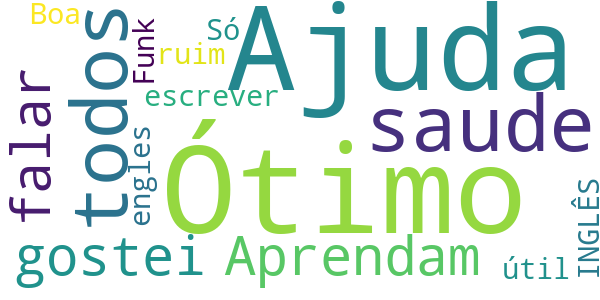 Boa
todos
Funk
Só
Ajuda
ruim
falar
escrever
saude
engles
Ótimo
INGLÊS
gostei
Aprendam
útil